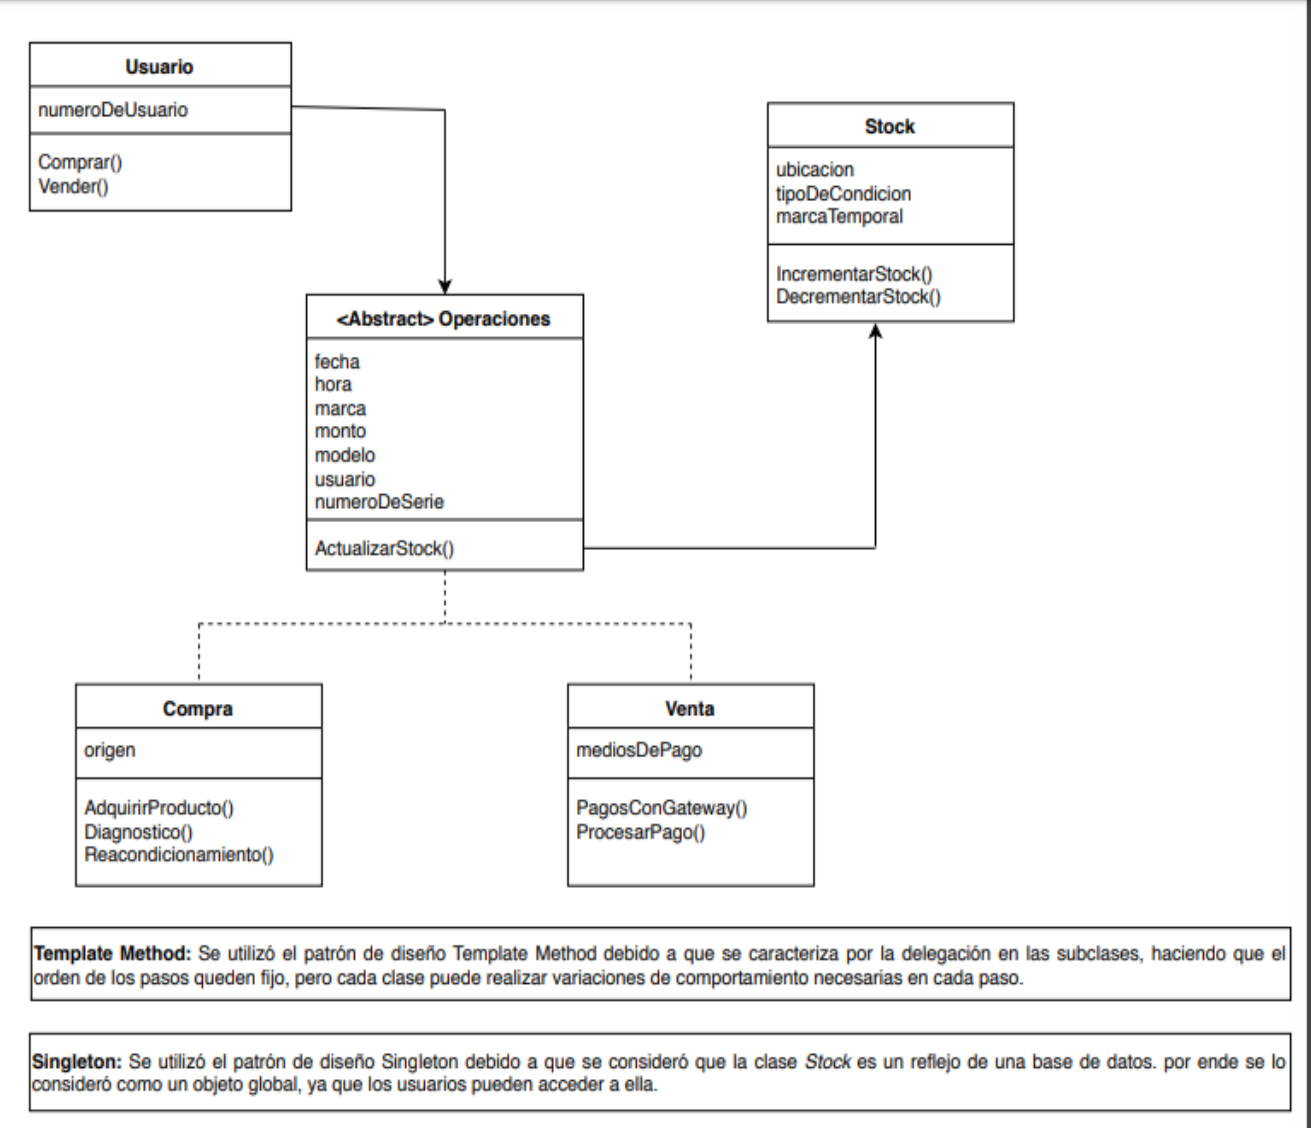 Usuario
numeroDeUsuario
Comprar()
Vender()
Stock
ubicacion
tipoDeCondicion
marcaTemporal
IncrementarStock()
DecrementarStock()
<Abstract> Operaciones
fecha
hora
marca
monto
modelo
usuario
numeroDeSerie
ActualizarStock()
Compra
origen
AdquirirProducto()
Diagnostico()
Reacondicionamiento()
Venta
mediosDePago
PagosConGateway()
ProcesarPago()
Template Method: Se utilizó el patrón de diseño Template Method debido a que se caracteriza por la delegación en las subclases, haciendo que el
orden de los pasos queden fijo, pero cada clase puede realizar variaciones de comportamiento necesarias en cada paso.
Singleton: Se utilizó el patrón de diseño Singleton debido a que se consideró que la clase Stock es un reflejo de una base de datos. por ende se lo
consideró como un objeto global, ya que los usuarios pueden acceder a ella.